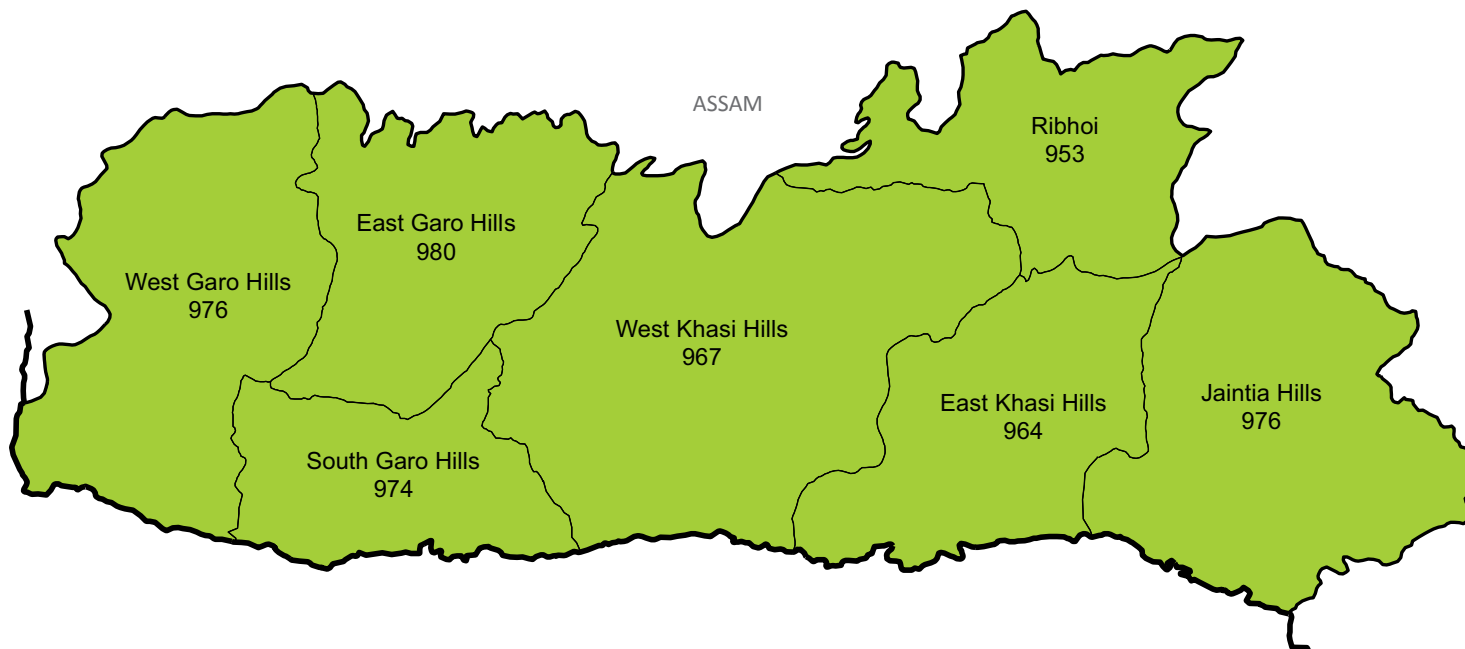 ASSAM
Ribhoi
953
East Garo Hills
980
West Garo Hills
976
West Khasi Hills
967
East Khasi Hills
964
Jaintia Hills
976
South Garo Hills
974